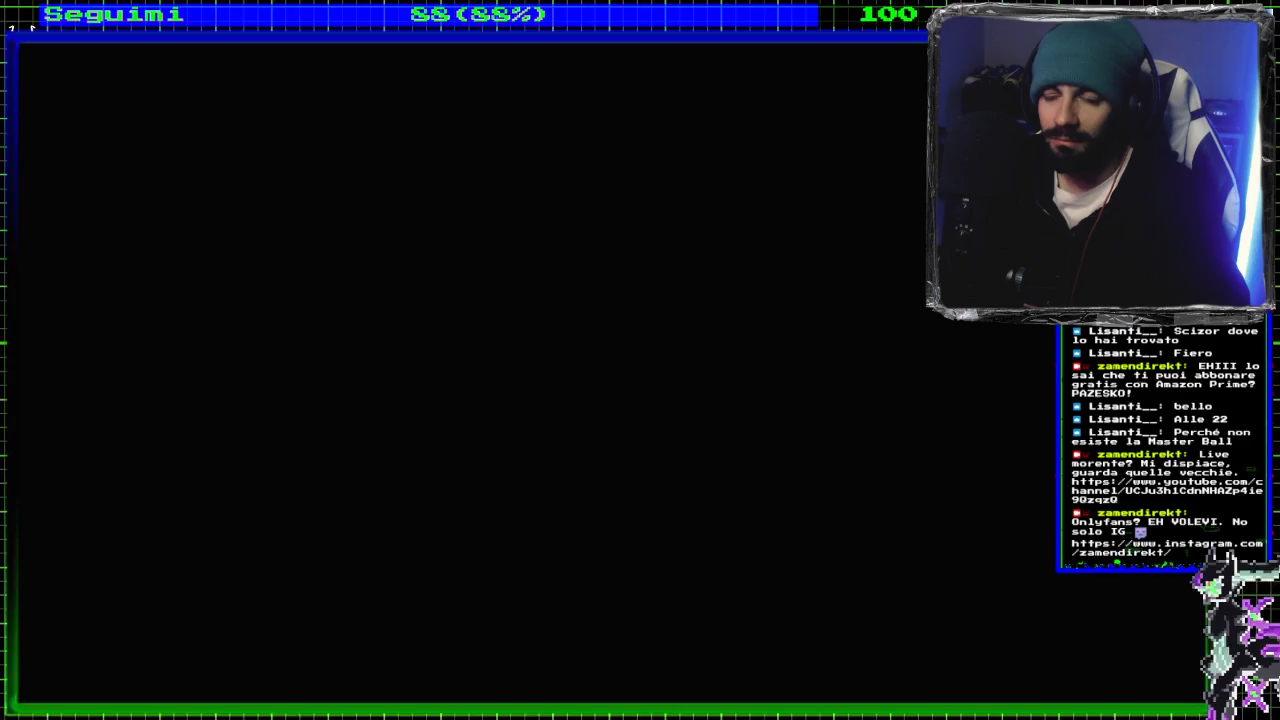 Seguimi 88(88%) 100
Lisanti__: Scizor dove
lo hai trovato
Lisanti__: Fiero
zamendirekt: EHIII lo
sai che ti puoi abbonare
gratis con Amazon Prime?
PAZESKO!
Lisanti__: bello
Lisanti__: Alle 22
Lisanti__: Perché non
esiste la Master Ball
zamendirekt: Live
morente? Mi dispiace,
guarda quelle vecchie.
https://www.youtube.com/c
hannel/UCJu3h1CdnNHAZp4ie
9QzqzQ
zamendirekt:
Onlyfans? EH VOLEVI. No
solo IG
https://www.instagram.com
/zamendirekt/